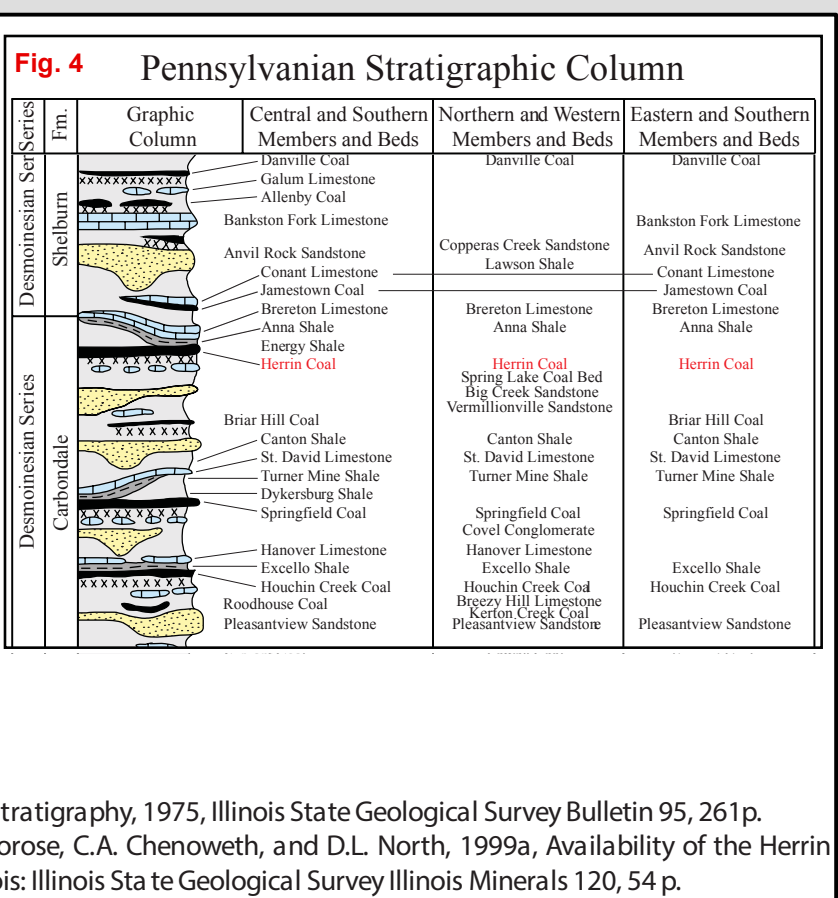 Fig. 4
Pennsylvanian Stratigraphic Column
Series
Fm.
Graphic
Column
Central and Southern
Members and Beds
Northern and Western
Members and Beds
Eastern and Southern
Members and Beds
Desmoinesian Ser
Shelburn
Desmoinesian Series
Carbondale
Danville Coal
Galum Limestone
Allenby Coal
Bankston Fork Limestone
Anvil Rock Sandstone
Conant Limestone
Jamestown Coal
Brereton Limestone
Anna Shale
Energy Shale
Herrin Coal
Briar Hill Coal
Canton Shale
St. David Limestone
Turner Mine Shale
Dykersburg Shale
Springfield Coal
Hanover Limestone
Excello Shale
Houchin Creek Coal
Roodhouse Coal
Pleasantview Sandstone
Danville Coal
Copperas Creek Sandstone
Lawson Shale
Brereton Limestone
Anna Shale
Herrin Coal
Spring Lake Coal Bed
Big Creek Sandstone
Vermillionville Sandstone
Canton Shale
St. David Limestone
Turner Mine Shale
Springfield Coal
Covel Conglomerate
Hanover Limestone
Excello Shale
Houchin Creek Coal
Breezy Hill Limestone
Kerton Creek Coal
Pleasantview Sandstone
Danville Coal
Bankston Fork Limestone
Anvil Rock Sandstone
Conant Limestone
Jamestown Coal
Brereton Limestone
Anna Shale
Herrin Coal
Briar Hill Coal
Canton Shale
St. David Limestone
Turner Mine Shale
Springfield Coal
Excello Shale
Houchin Creek Coal
Pleasantview Sandstone
tratigraphy, 1975, Illinois State Geological Survey Bulletin 95, 261p.
orose, C.A. Chenoweth, and D.L. North, 1999a, Availability of the Herrin
ois: Illinois State Geological Survey Illinois Minerals 120, 54 p.